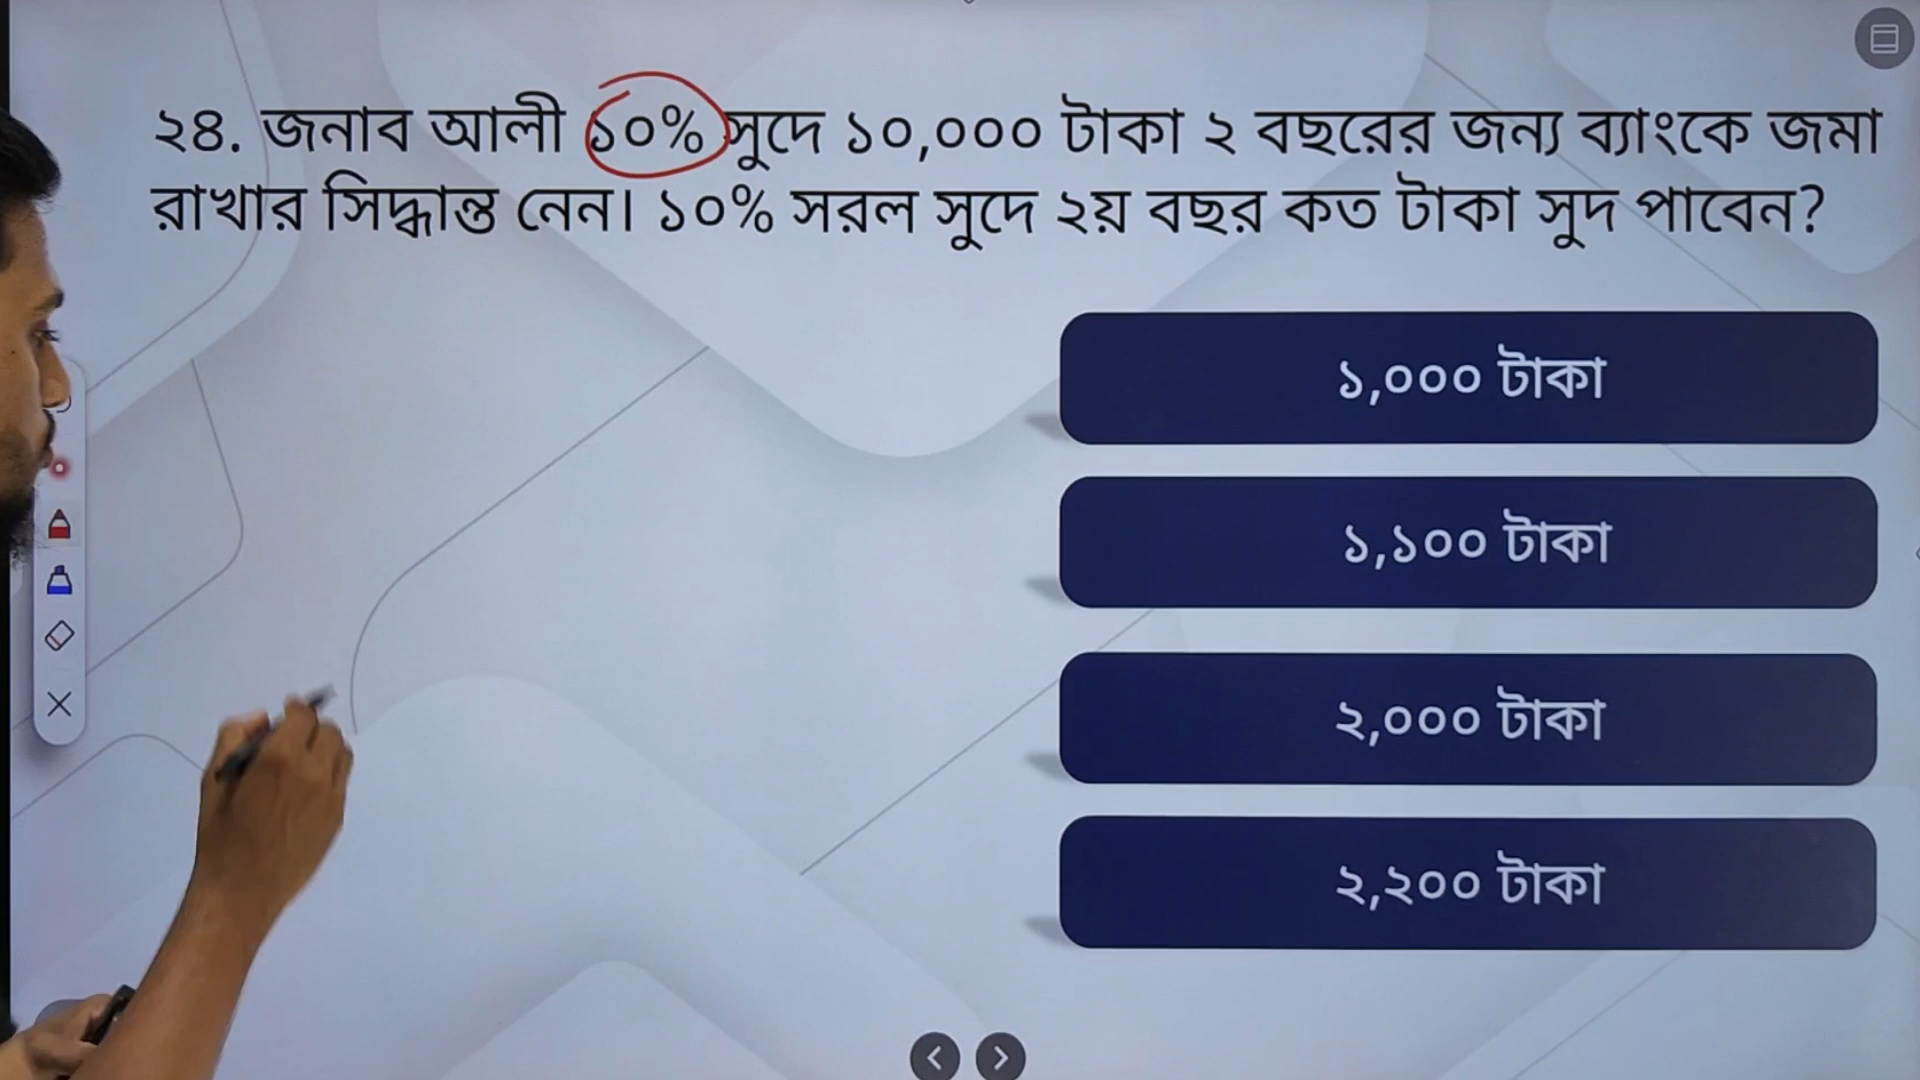 ২৪. জনাব আলী ১০% সুদে ১০,০০০ টাকা ২ বছরের জন্য ব্যাংকে জমা
রাখার সিদ্ধান্ত নেন। ১০% সরল সুদে ২য় বছর কত টাকা সুদ পাবেন?
১,০০০ টাকা
১,১০০ টাকা
২,০০০ টাকা
২,২০০ টাকা